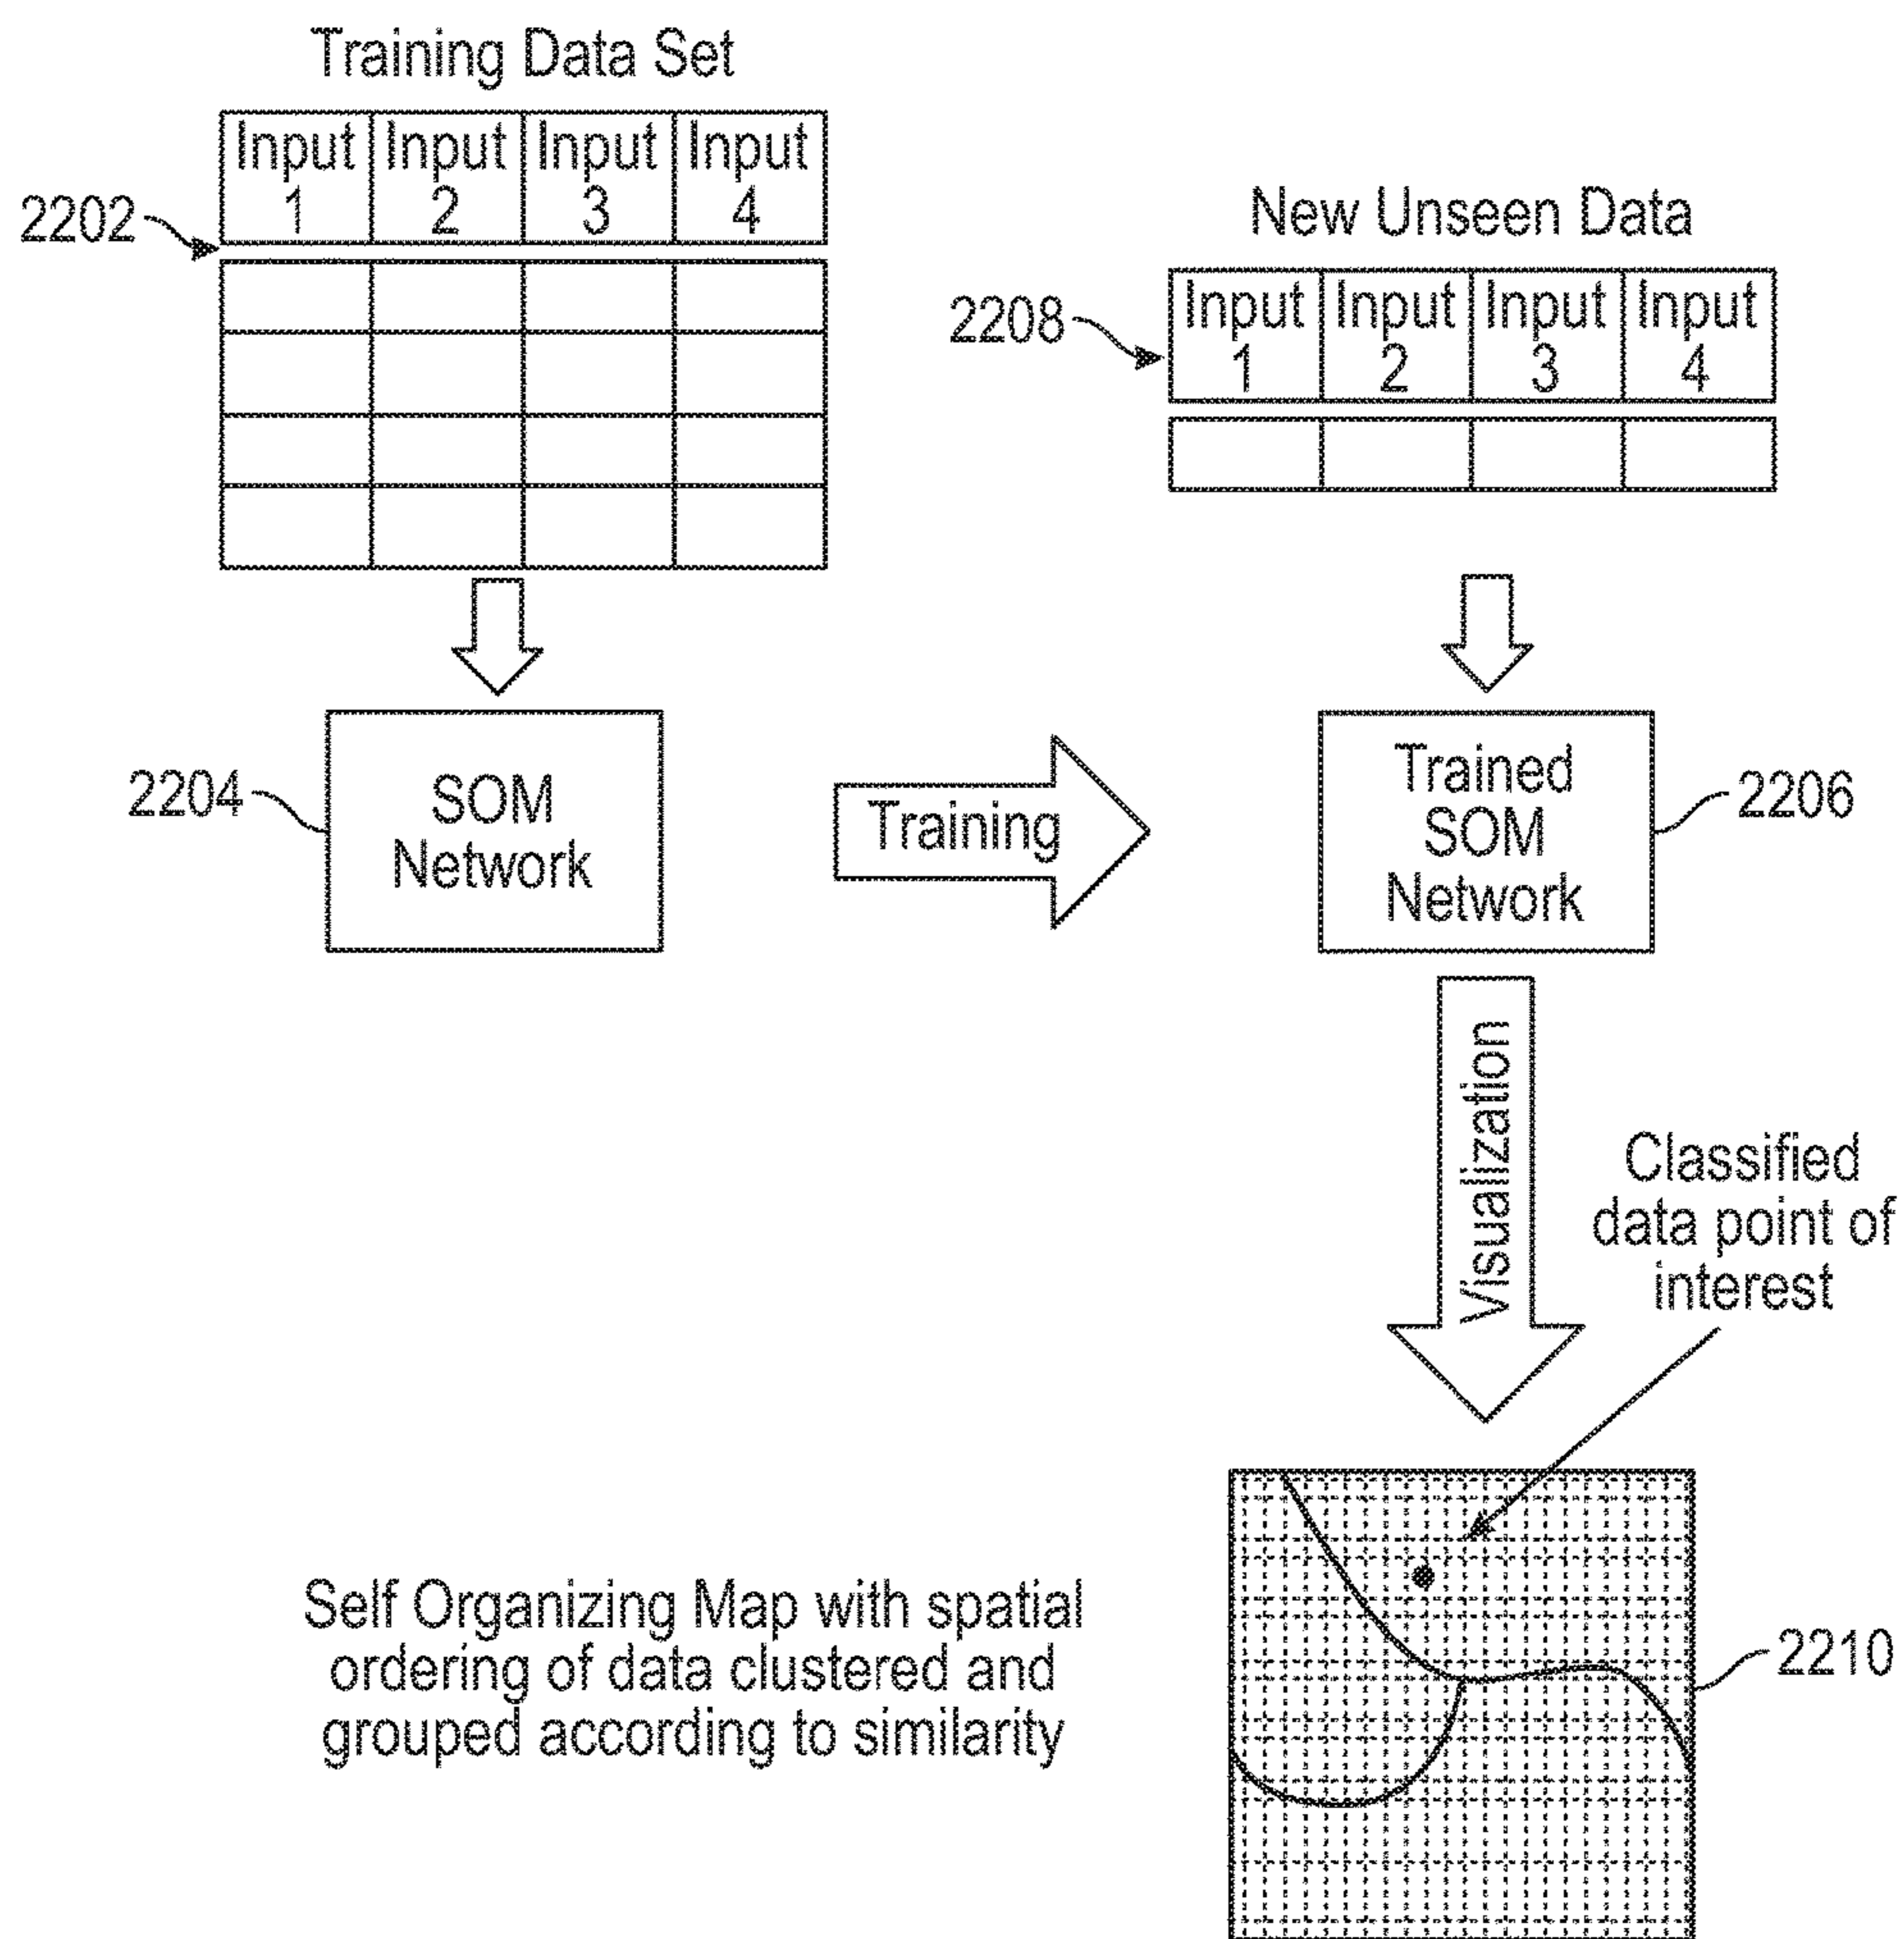 Training Data Set
Input 1
Input 2
Input 3
Input 4
2202
New Unseen Data
Input 1
Input 2
Input 3
Input 4
2208
2204
SOM
Network
Training
Trained
SOM
Network
2206
Visualization
Classified
data point of
interest
Self Organizing Map with spatial
ordering of data clustered and
grouped according to similarity
2210